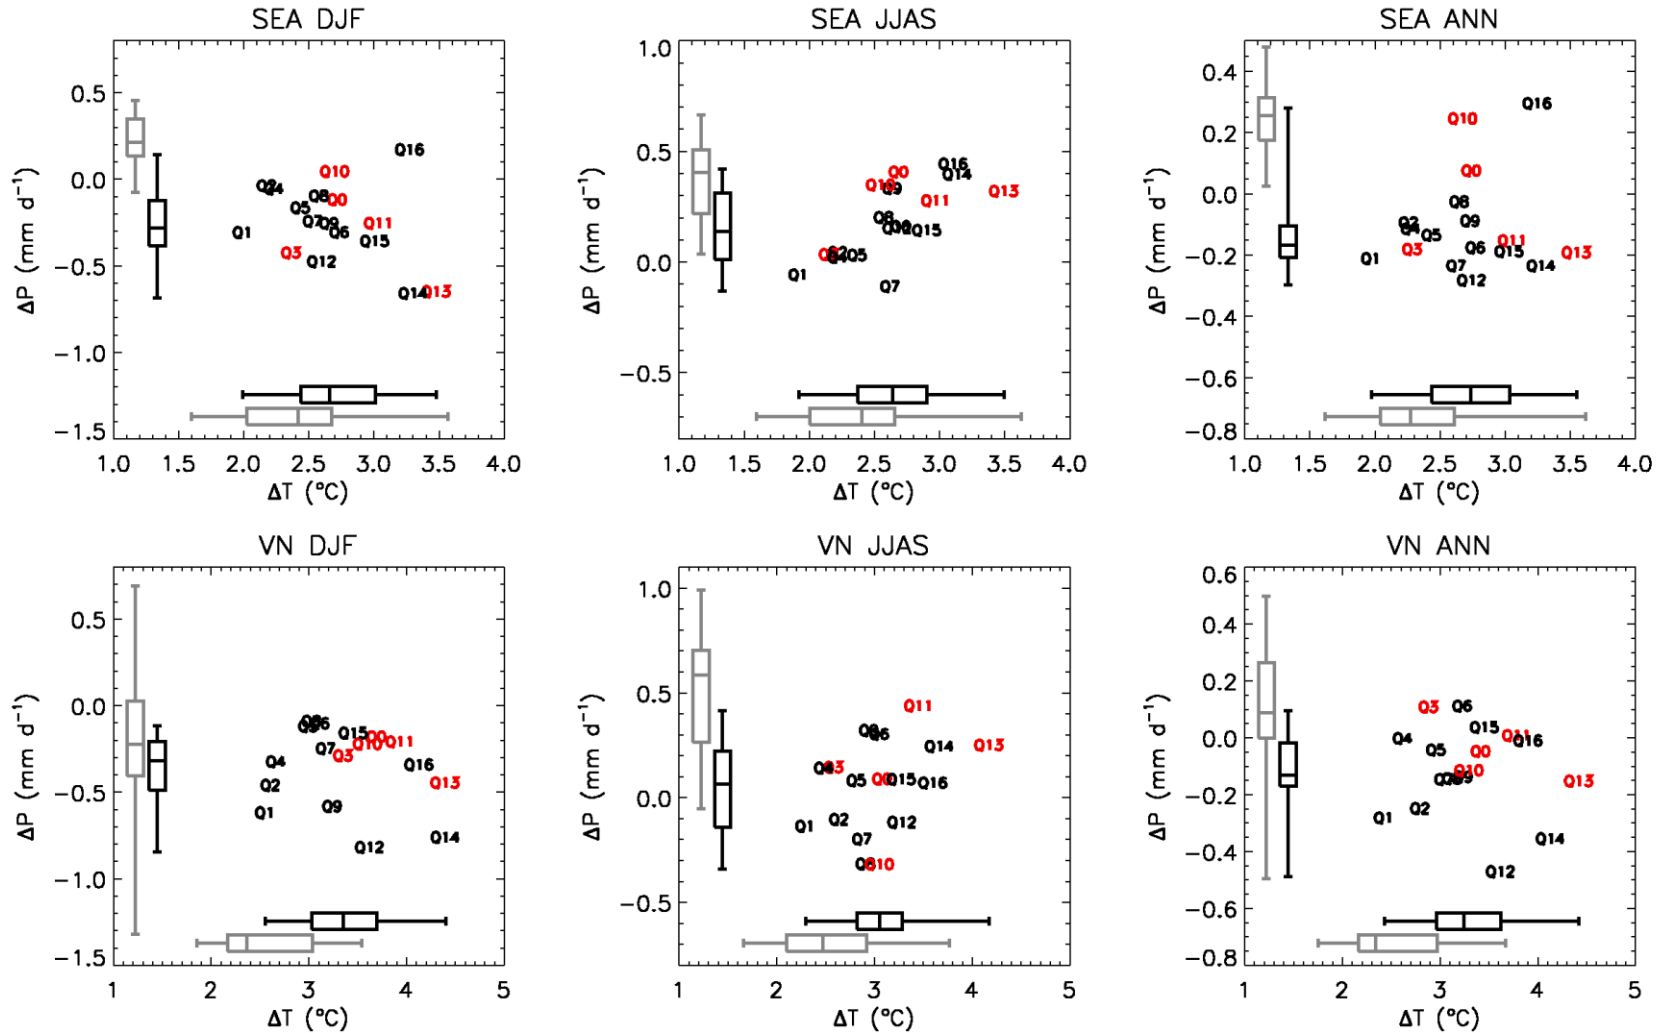 SEA DJF
SEA JJAS
SEA ANN
ΔP (mm d⁻¹)
0.5
0.0
−0.5
−1.0
−1.5
Q16
Q10
Q2
Q4
Q8
Q0
Q5
Q7
Q9
Q11
Q1
Q6
Q15
Q3
Q12
Q14
Q13
1.0 1.5 2.0 2.5 3.0 3.5 4.0
ΔT (°C)
ΔP (mm d⁻¹)
1.0
0.5
0.0
−0.5
Q16
Q0
Q14
Q10
Q9
Q13
Q11
Q8
Q15
Q3
Q2
Q4
Q5
Q1
Q7
1.0 1.5 2.0 2.5 3.0 3.5 4.0
ΔT (°C)
ΔP (mm d⁻¹)
0.4
0.2
0.0
−0.2
−0.4
−0.6
−0.8
Q16
Q10
Q0
Q8
Q2
Q9
Q4
Q5
Q11
Q3
Q6
Q15
Q13
Q1
Q7
Q14
Q12
1.0 1.5 2.0 2.5 3.0 3.5 4.0
ΔT (°C)
VN DJF
VN JJAS
VN ANN
ΔP (mm d⁻¹)
0.5
0.0
−0.5
−1.0
−1.5
Q6
Q15
Q0
Q10
Q11
Q7
Q3
Q4
Q16
Q2
Q13
Q9
Q1
Q14
Q12
1 2 3 4 5
ΔT (°C)
ΔP (mm d⁻¹)
1.0
0.5
0.0
−0.5
Q11
Q6
Q14
Q13
Q4
Q3
Q5
Q0
Q15
Q16
Q2
Q12
Q1
Q7
Q10
1 2 3 4 5
ΔT (°C)
ΔP (mm d⁻¹)
0.6
0.4
0.2
0.0
−0.2
−0.4
−0.6
−0.8
Q3
Q6
Q15
Q11
Q4
Q16
Q5
Q0
Q10
Q9
Q13
Q2
Q1
Q14
Q12
1 2 3 4 5
ΔT (°C)